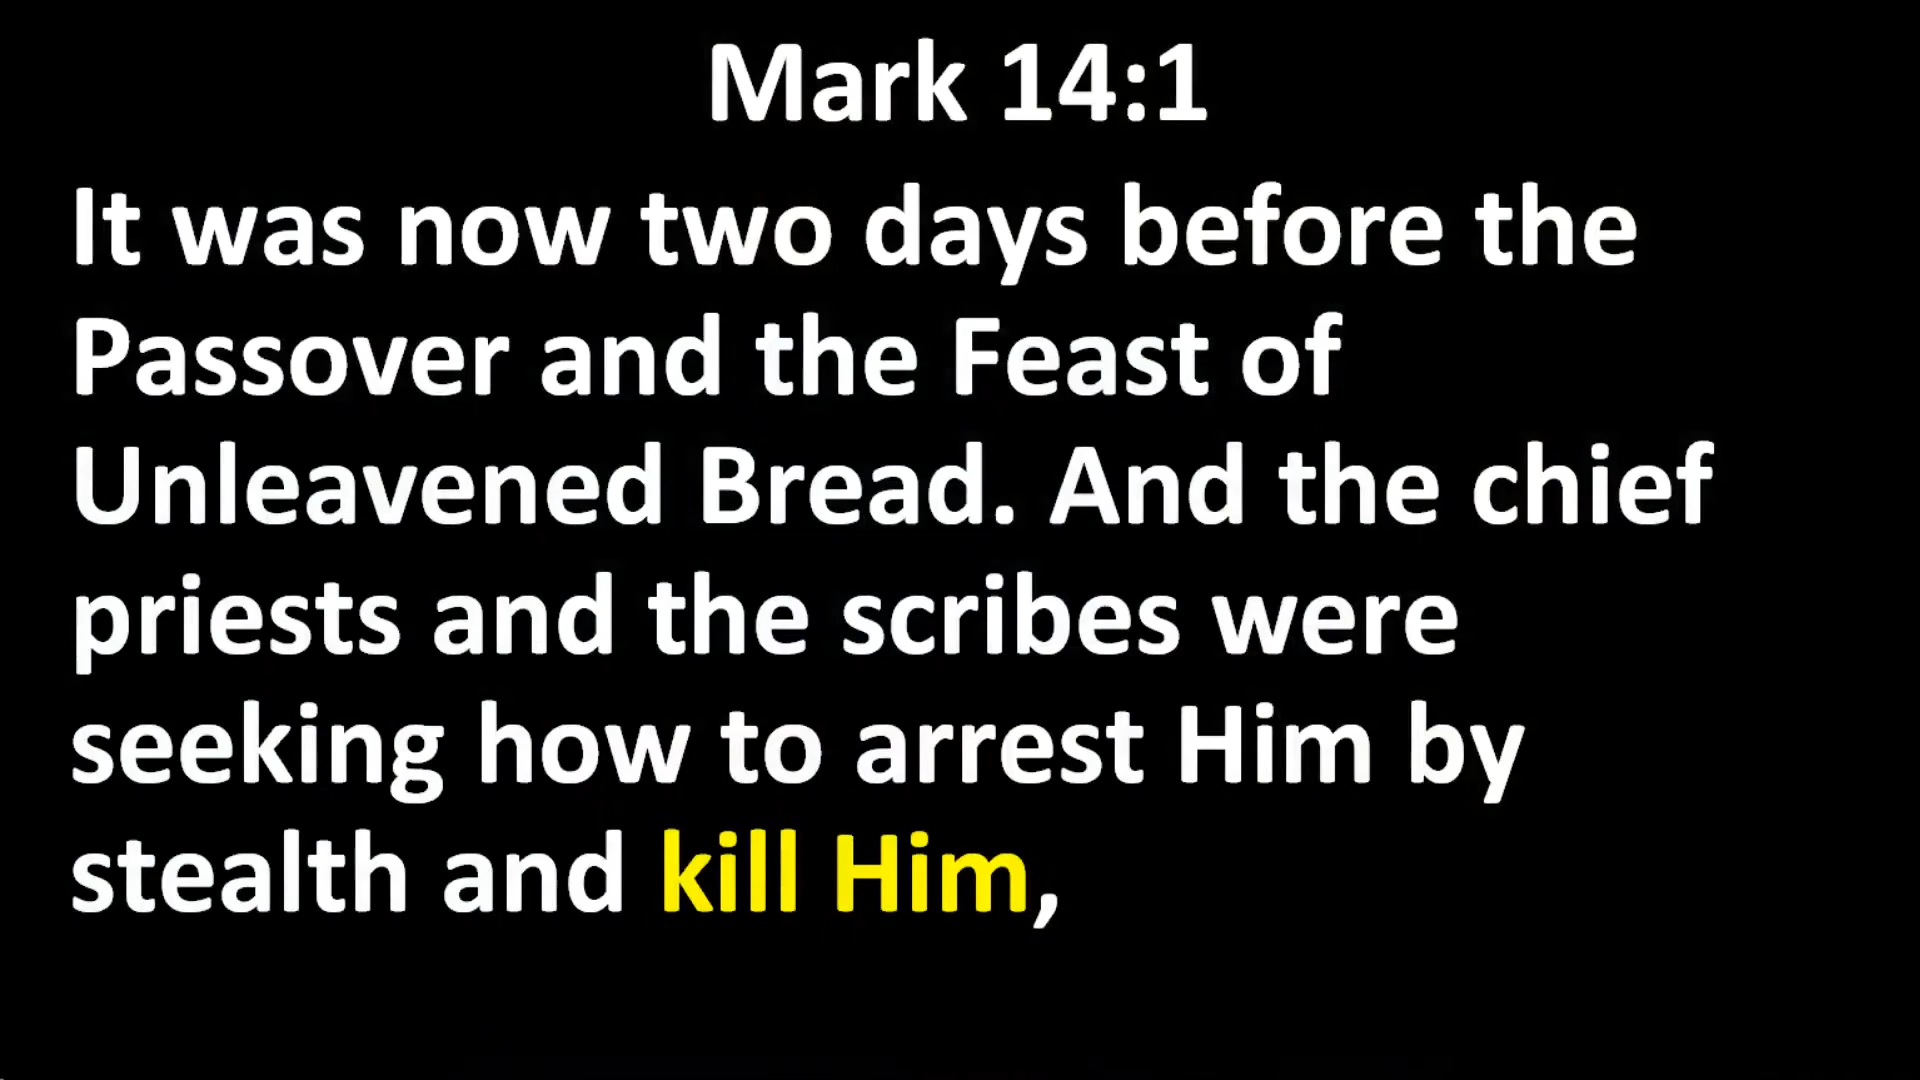 Mark 14:1
It was now two days before the
Passover and the Feast of
Unleavened Bread. And the chief
priests and the scribes were
seeking how to arrest Him by
stealth and kill Him,